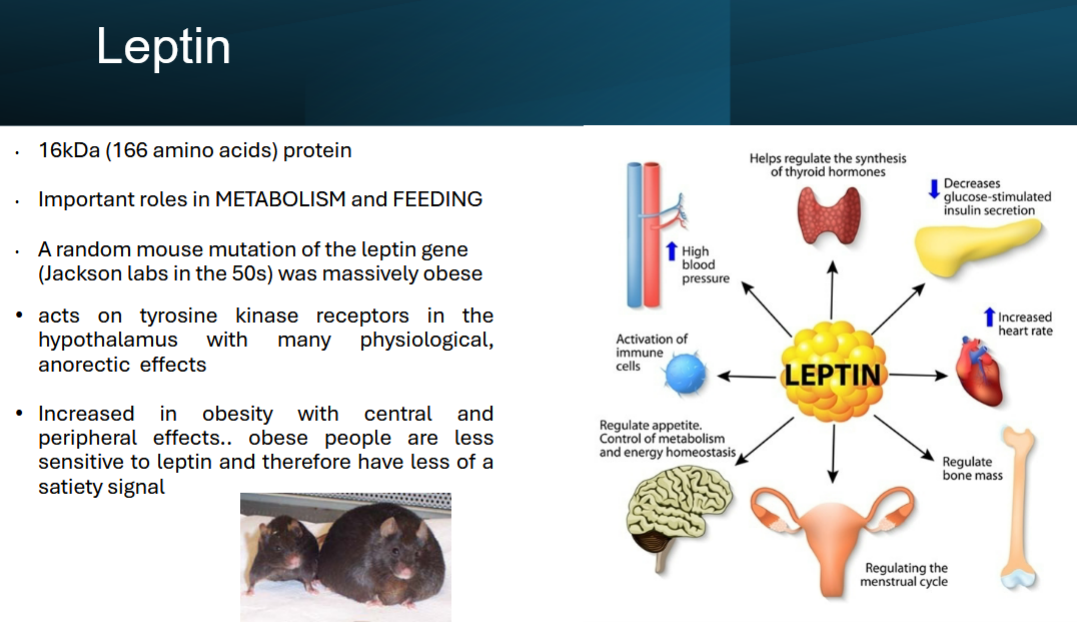 Leptin
· 16kDa (166 amino acids) protein
· Important roles in METABOLISM and FEEDING
· A random mouse mutation of the leptin gene
(Jackson labs in the 50s) was massively obese
• acts on tyrosine kinase receptors in the
hypothalamus with many physiological,
anorectic effects
• Increased in obesity with central and
peripheral effects.. obese people are less
sensitive to leptin and therefore have less of a
satiety signal
Helps regulate the synthesis
of thyroid hormones
Decreases
glucose-stimulated
insulin secretion
High
blood
pressure
Increased
heart rate
Activation of
immune
cells
LEPTIN
Regulate appetite.
Control of metabolism
and energy homeostasis
Regulate
bone mass
Regulating the
menstrual cycle